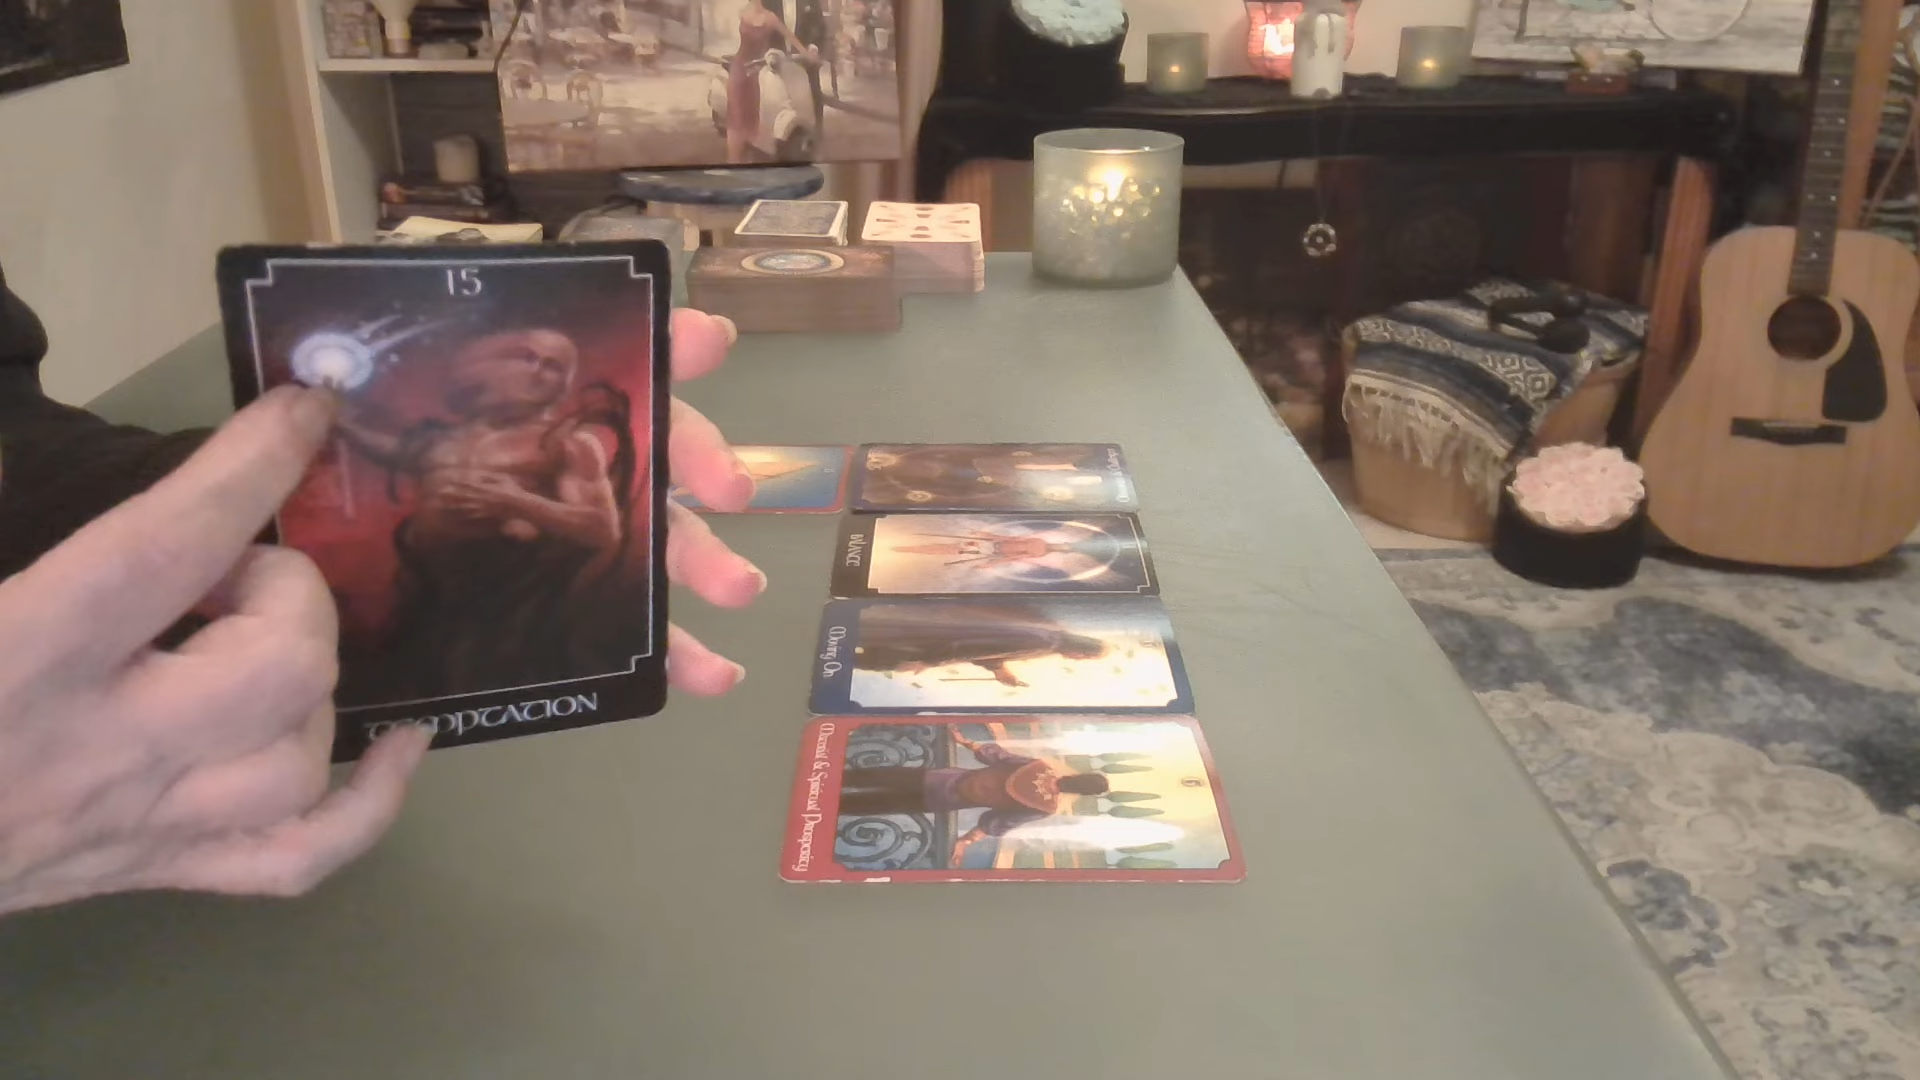 15
TEMPTATION
BALANCE
Moving On
Material & Spiritual Prosperity